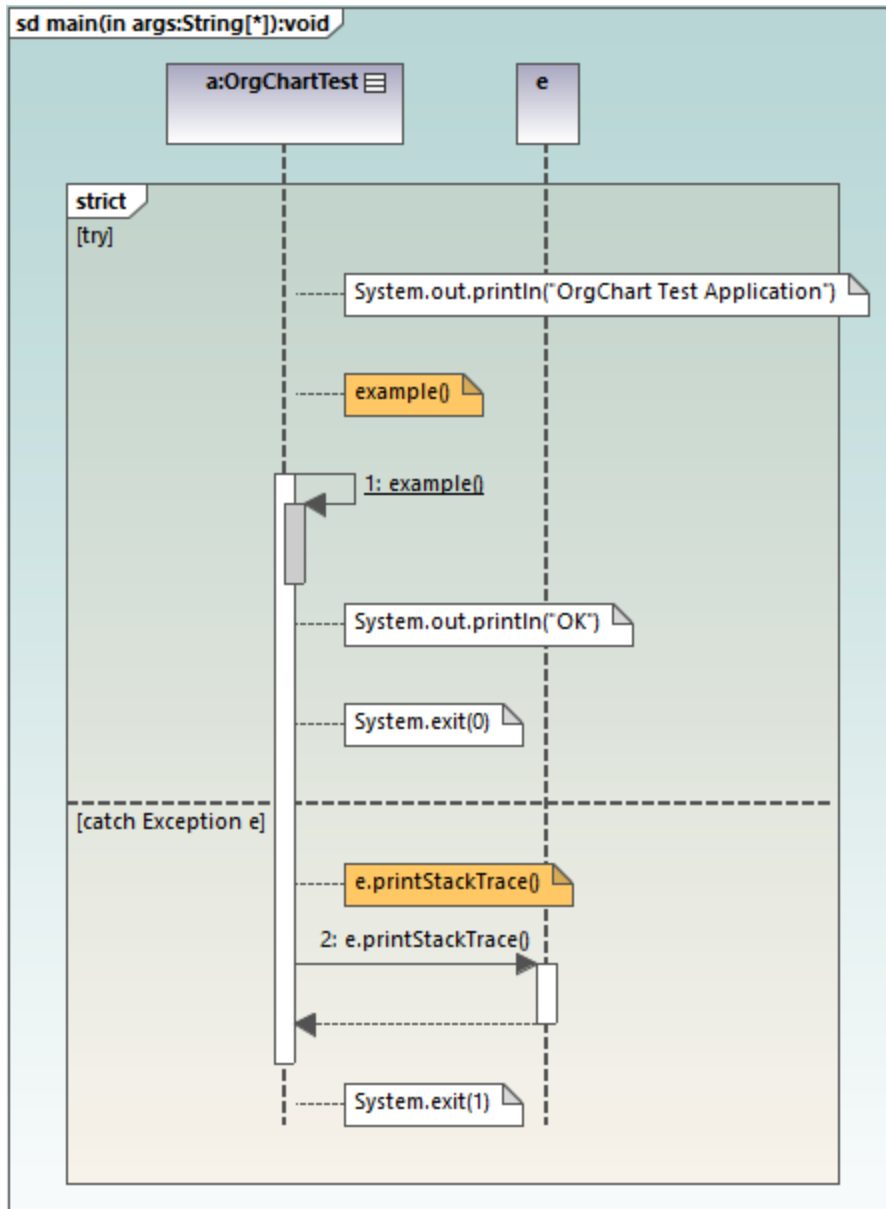 sd main(in args:String[*]):void
a:OrgChartTest
e
strict
[try]
System.out.println("OrgChart Test Application")
example()
1: example()
System.out.println("OK")
System.exit(0)
[catch Exception e]
e.printStackTrace()
2: e.printStackTrace()
System.exit(1)